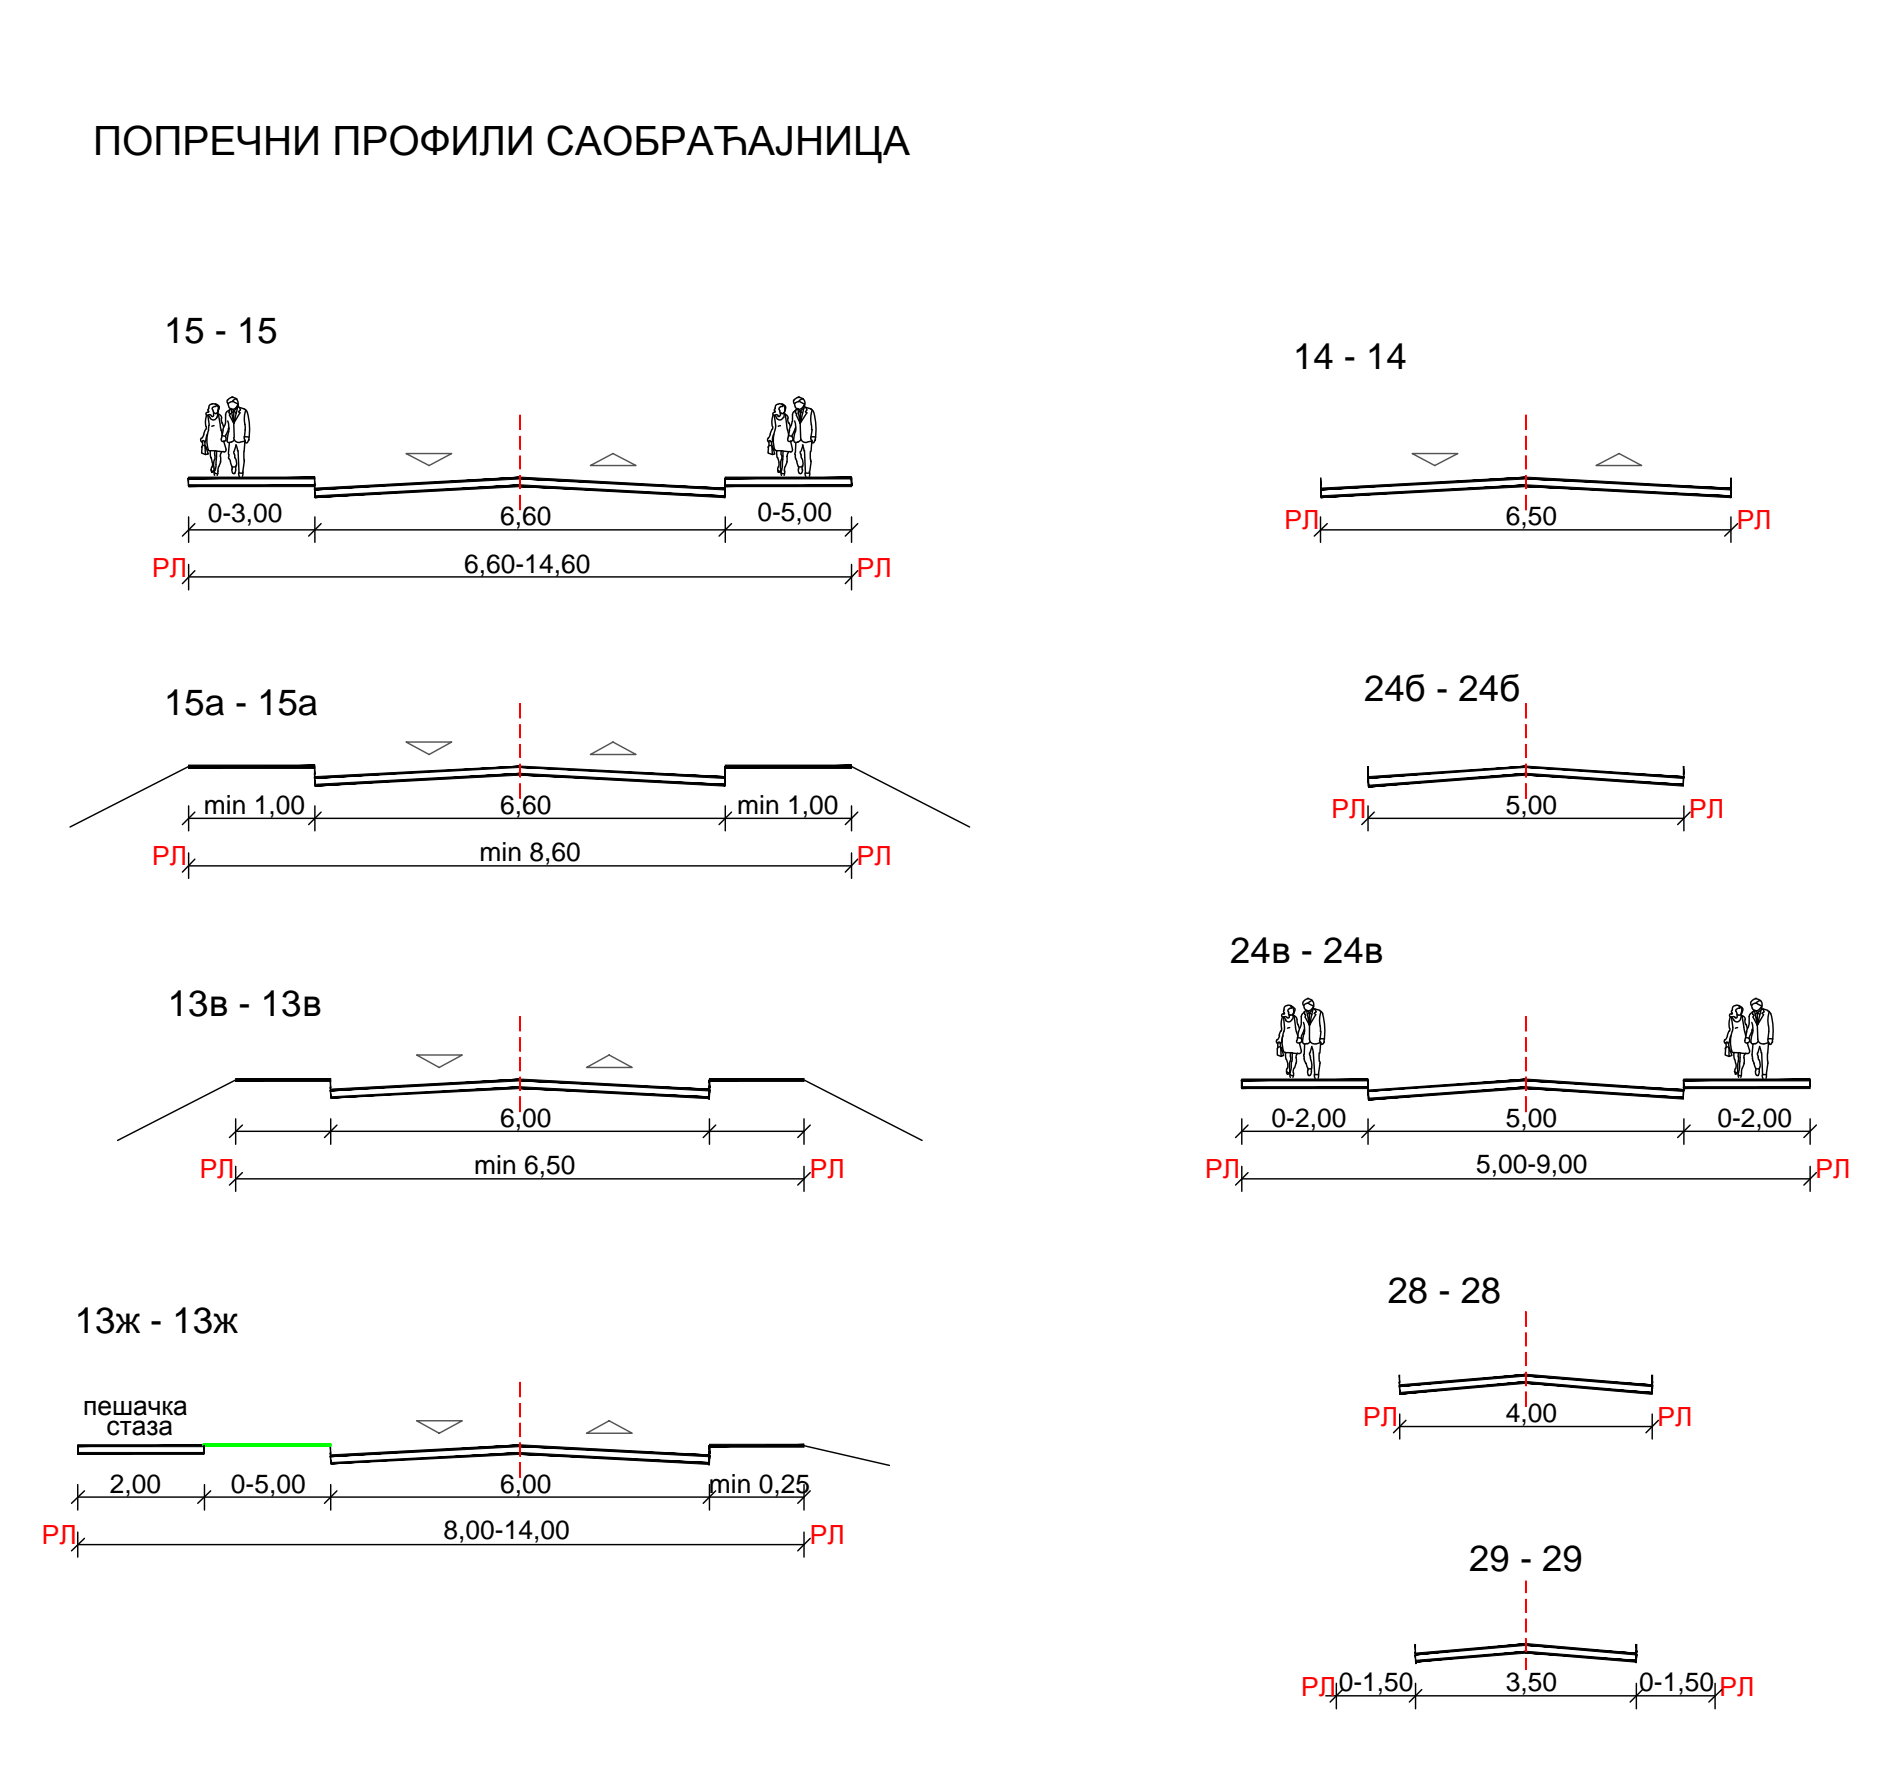 ПОПРЕЧНИ ПРОФИЛИ САОБРАЋАЈНИЦА
15 - 15
0-3,00 6,60 0-5,00
РЛ 6,60-14,60 РЛ
15а - 15а
min 1,00 6,60 min 1,00
РЛ min 8,60 РЛ
13в - 13в
6,00
РЛ min 6,50 РЛ
13ж - 13ж
пешачка
стаза
2,00 0-5,00 6,00 min 0,25
РЛ 8,00-14,00 РЛ
14 - 14
РЛ 6,50 РЛ
24б - 24б
РЛ 5,00 РЛ
24в - 24в
0-2,00 5,00 0-2,00
РЛ 5,00-9,00 РЛ
28 - 28
РЛ 4,00 РЛ
29 - 29
РЛ 0-1,50 3,50 0-1,50 РЛ